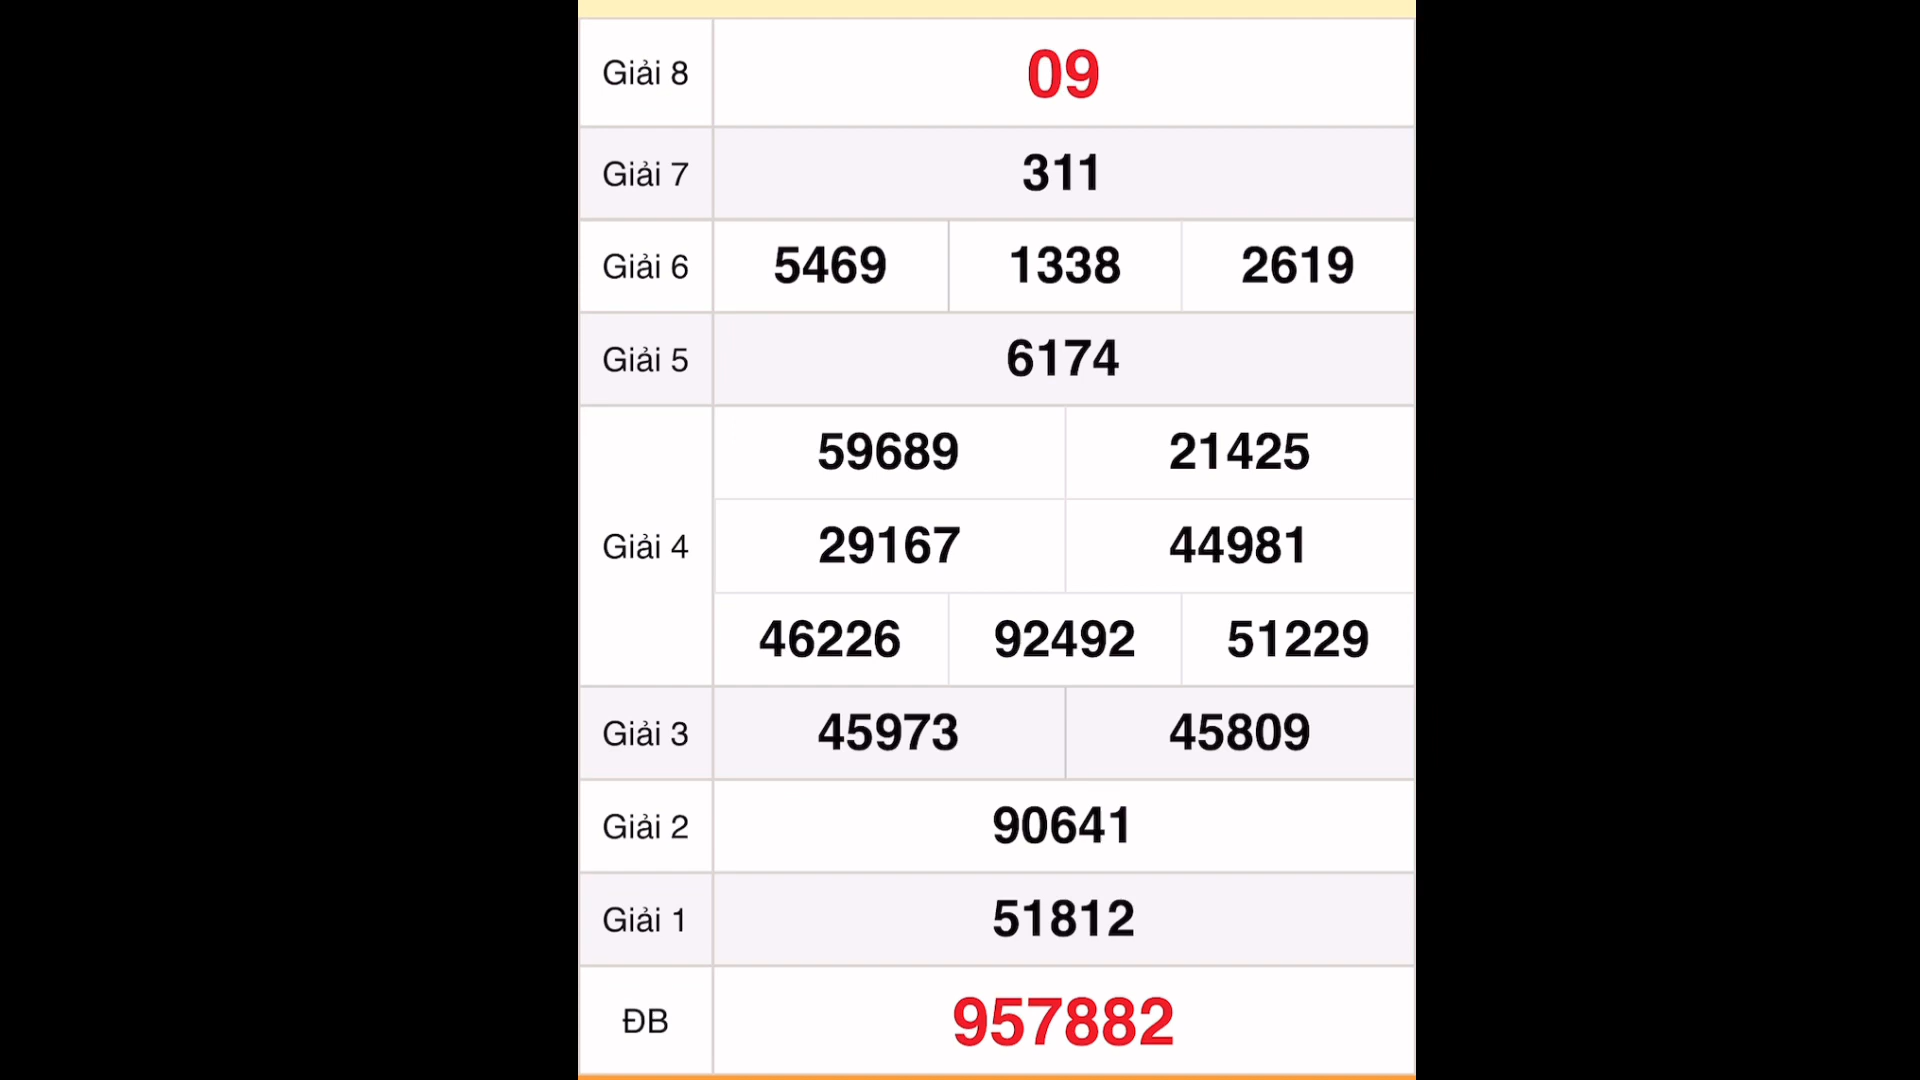 Giải 8 09
Giải 7 311
Giải 6 5469 1338 2619
Giải 5 6174
59689 21425
Giải 4 29167 44981
46226 92492 51229
Giải 3 45973 45809
Giải 2 90641
Giải 1 51812
ĐB 957882